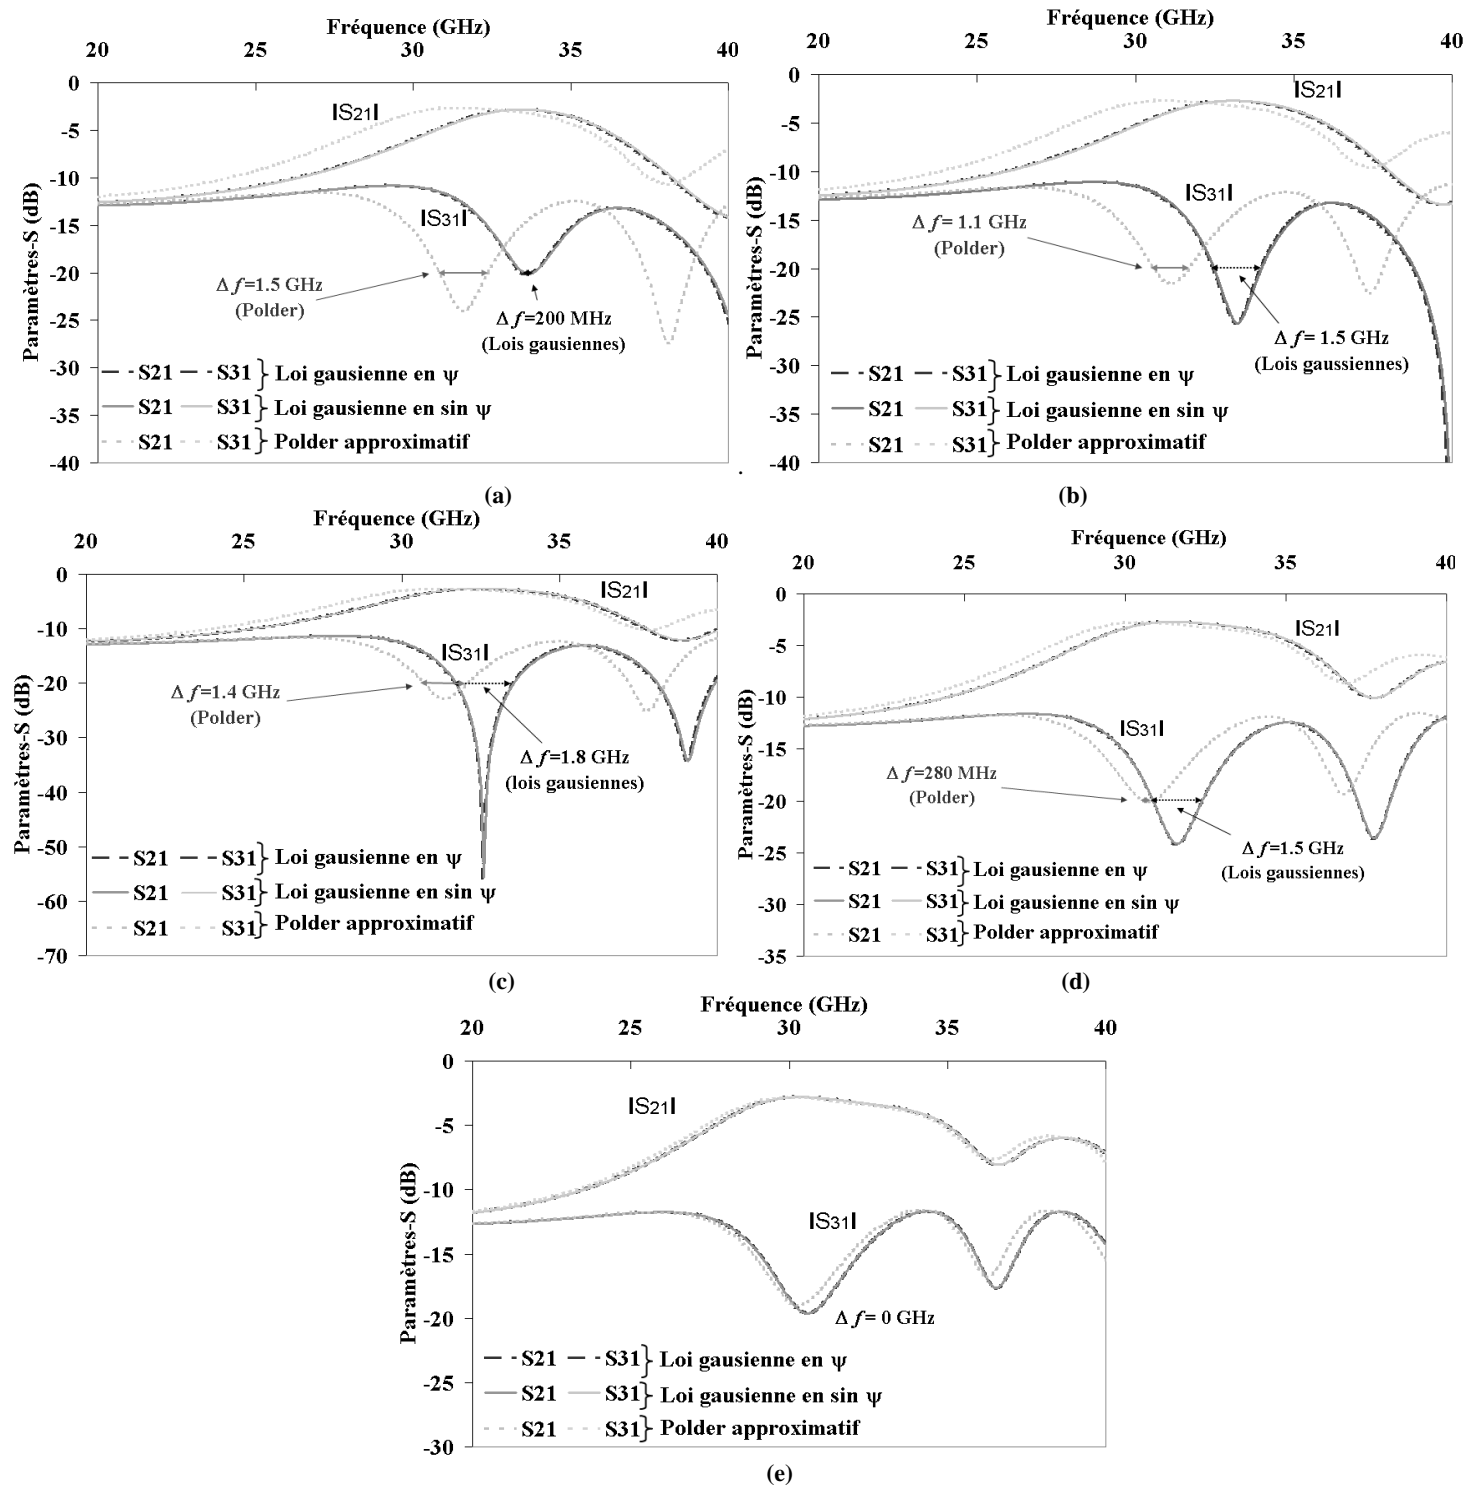 Fréquence (GHz)
20 25 30 35 40
0
-5
-10
-15
-20
-25
-30
-35
-40
Paramètres-S (dB)
|S21|
|S31|
Δ f=1.5 GHz
(Polder)
Δ f=200 MHz
(Lois gausiennes)
S21 S31 } Loi gausienne en ψ
S21 S31 } Loi gausienne en sin ψ
S21 S31 } Polder approximatif
(a)
Fréquence (GHz)
20 25 30 35 40
0
-5
-10
-15
-20
-25
-30
-35
-40
Paramètres-S (dB)
|S21|
|S31|
Δ f= 1.1 GHz
(Polder)
Δ f= 1.5 GHz
(Lois gaussiennes)
S21 S31 } Loi gausienne en ψ
S21 S31 } Loi gausienne en sin ψ
S21 S31 } Polder approximatif
.
(b)
Fréquence (GHz)
20 25 30 35 40
0
-10
-20
-30
-40
-50
-60
-70
Paramètres-S (dB)
|S21|
|S31|
Δ f=1.4 GHz
(Polder)
Δ f=1.8 GHz
(lois gausiennes)
S21 S31 } Loi gausienne en ψ
S21 S31 } Loi gausienne en sin ψ
S21 S31 } Polder approximatif
(c)
Fréquence (GHz)
20 25 30 35 40
0
-5
-10
-15
-20
-25
-30
-35
Paramètres-S (dB)
|S21|
|S31|
Δ f=280 MHz
(Polder)
Δ f=1.5 GHz
(Lois gaussiennes)
S21 S31 } Loi gausienne en ψ
S21 S31 } Loi gausienne en sin ψ
S21 S31 } Polder approximatif
(d)
Fréquence (GHz)
20 25 30 35 40
0
-5
-10
-15
-20
-25
-30
Paramètres-S (dB)
|S21|
|S31|
Δ f= 0 GHz
S21 S31 } Loi gausienne en ψ
S21 S31 } Loi gausienne en sin ψ
S21 S31 } Polder approximatif
(e)